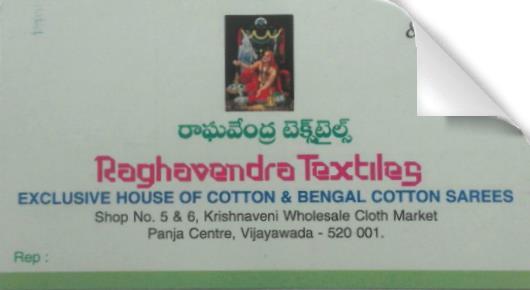 రాఘవేంద్ర టెక్స్‌టైల్స్
Raghavendra Textiles
EXCLUSIVE HOUSE OF COTTON & BENGAL COTTON SAREES
Shop No. 5 & 6, Krishnaveni Wholesale Cloth Market
Panja Centre, Vijayawada - 520 001.
Rep :